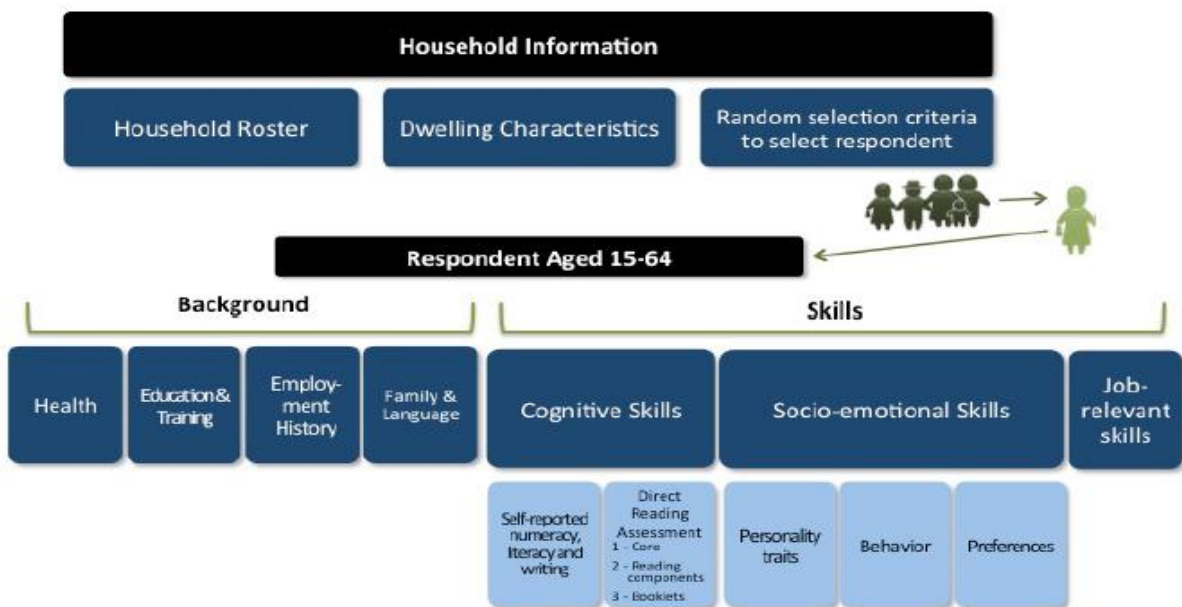 Household Information
Household Roster
Dwelling Characteristics
Random selection criteria
to select respondent
Respondent Aged 15-64
Background
Skills
Health
Education &
Training
Employ-
ment
History
Family &
Language
Cognitive Skills
Socio-emotional Skills
Job-
relevant
skills
Self-reported
numeracy,
literacy and
writing
Direct
Reading
Assessment
1 - Core
2 - Reading
components
3 - Booklets
Personality
traits
Behavior
Preferences